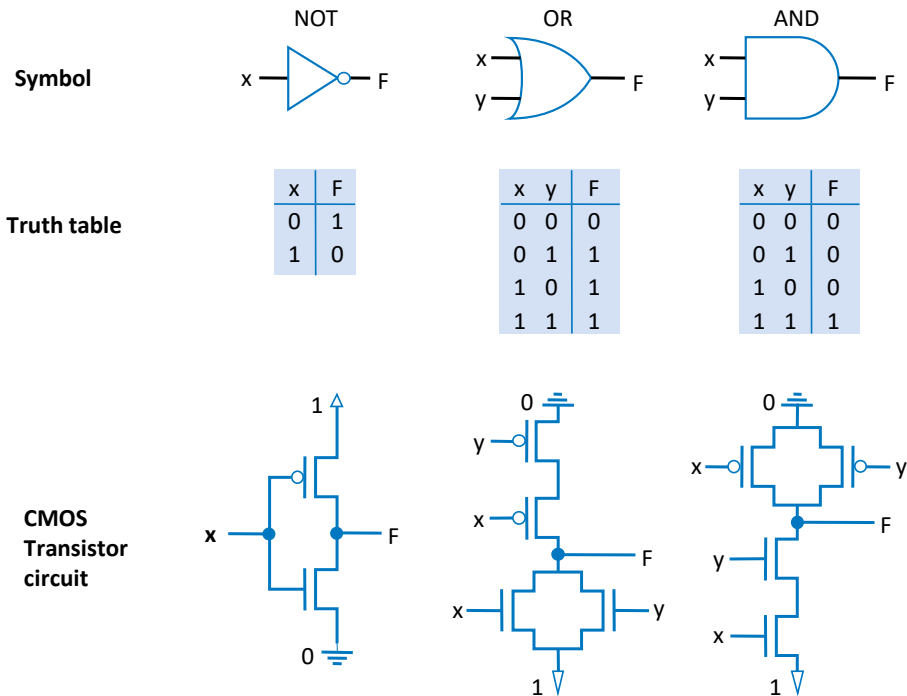 NOT OR AND
Symbol
x F
x y F
x y F
Truth table
x F
0 1
1 0
x y F
0 0 0
0 1 1
1 0 1
1 1 1
x y F
0 0 0
0 1 0
1 0 0
1 1 1
CMOS
Transistor
circuit
1
x F
0
0
y
x
F
x y
1
0
x y
F
y
x
1